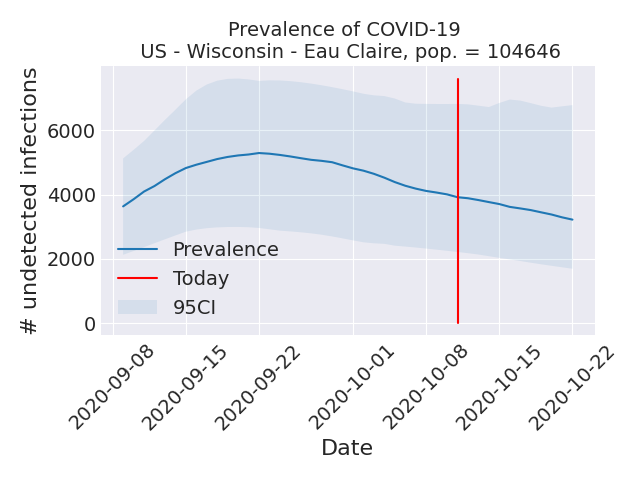 Prevalence of COVID-19
US - Wisconsin - Eau Claire, pop. = 104646
# undetected infections
6000
4000
2000
0
Prevalence
Today
95CI
2020-09-08
2020-09-15
2020-09-22
2020-10-01
2020-10-08
2020-10-15
2020-10-22
Date